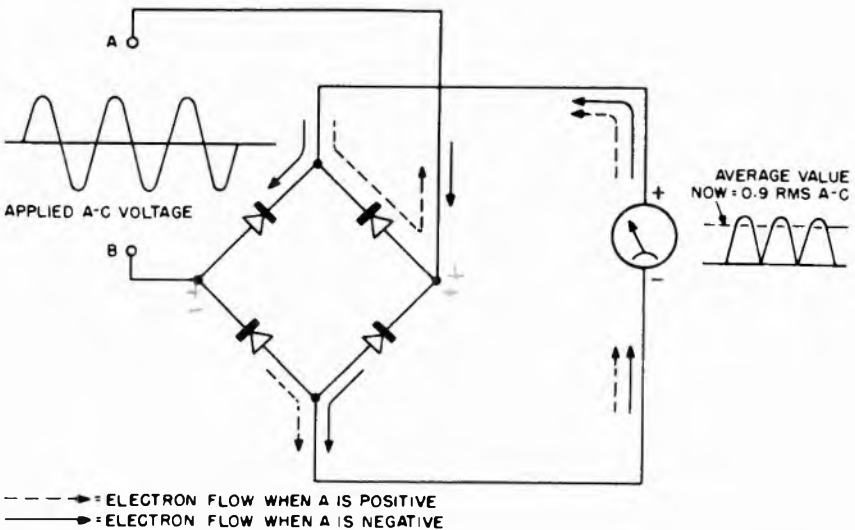 A
APPLIED A-C VOLTAGE
B
AVERAGE VALUE
NOW = 0.9 RMS A-C
+
−
= ELECTRON FLOW WHEN A IS POSITIVE
= ELECTRON FLOW WHEN A IS NEGATIVE